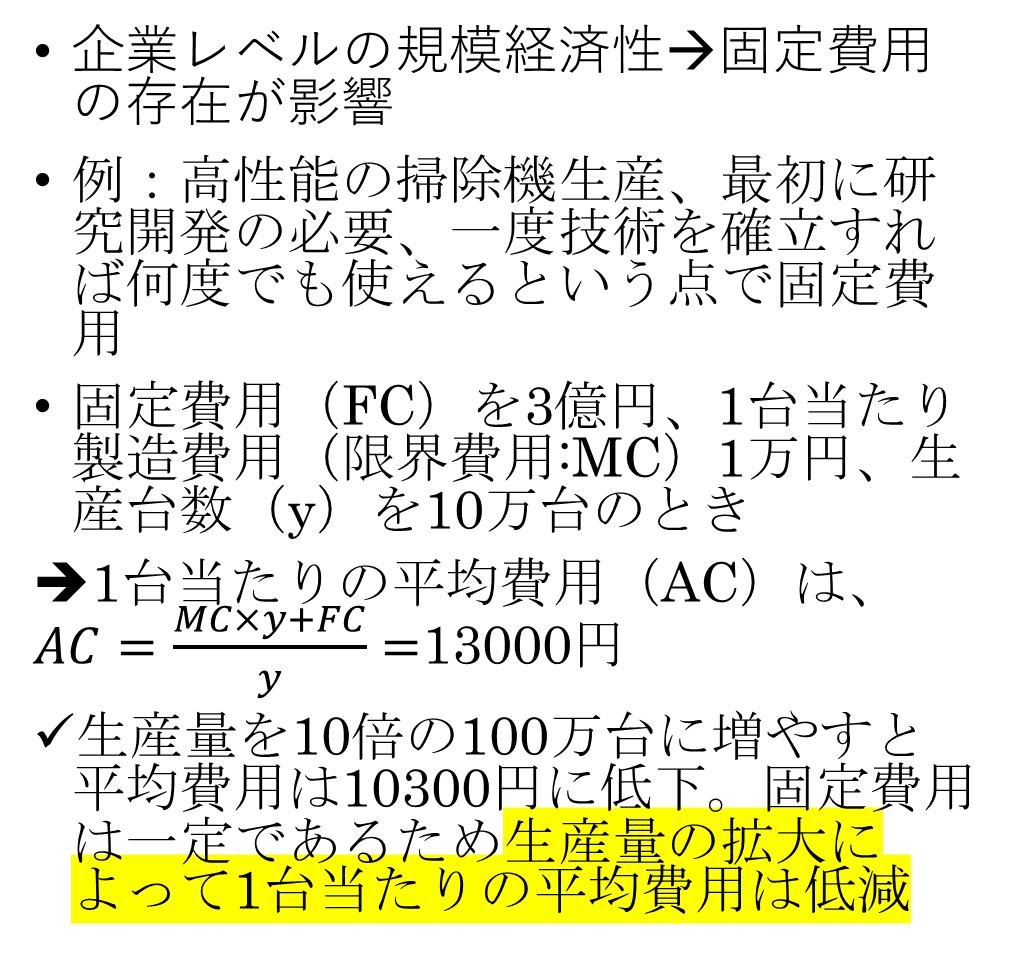 • 企業レベルの規模経済性➔固定費用
の存在が影響
• 例：高性能の掃除機生産、最初に研
究開発の必要、一度技術を確立すれ
ば何度でも使えるという点で固定費
用
• 固定費用（FC）を3億円、1台当たり
製造費用（限界費用:MC）1万円、生
産台数（y）を10万台のとき
➔1台当たりの平均費用（AC）は、
AC = \frac{MC×y+FC}{y} =13000円
✓生産量を10倍の100万台に増やすと
平均費用は10300円に低下。固定費用
は一定であるため生産量の拡大に
よって1台当たりの平均費用は低減